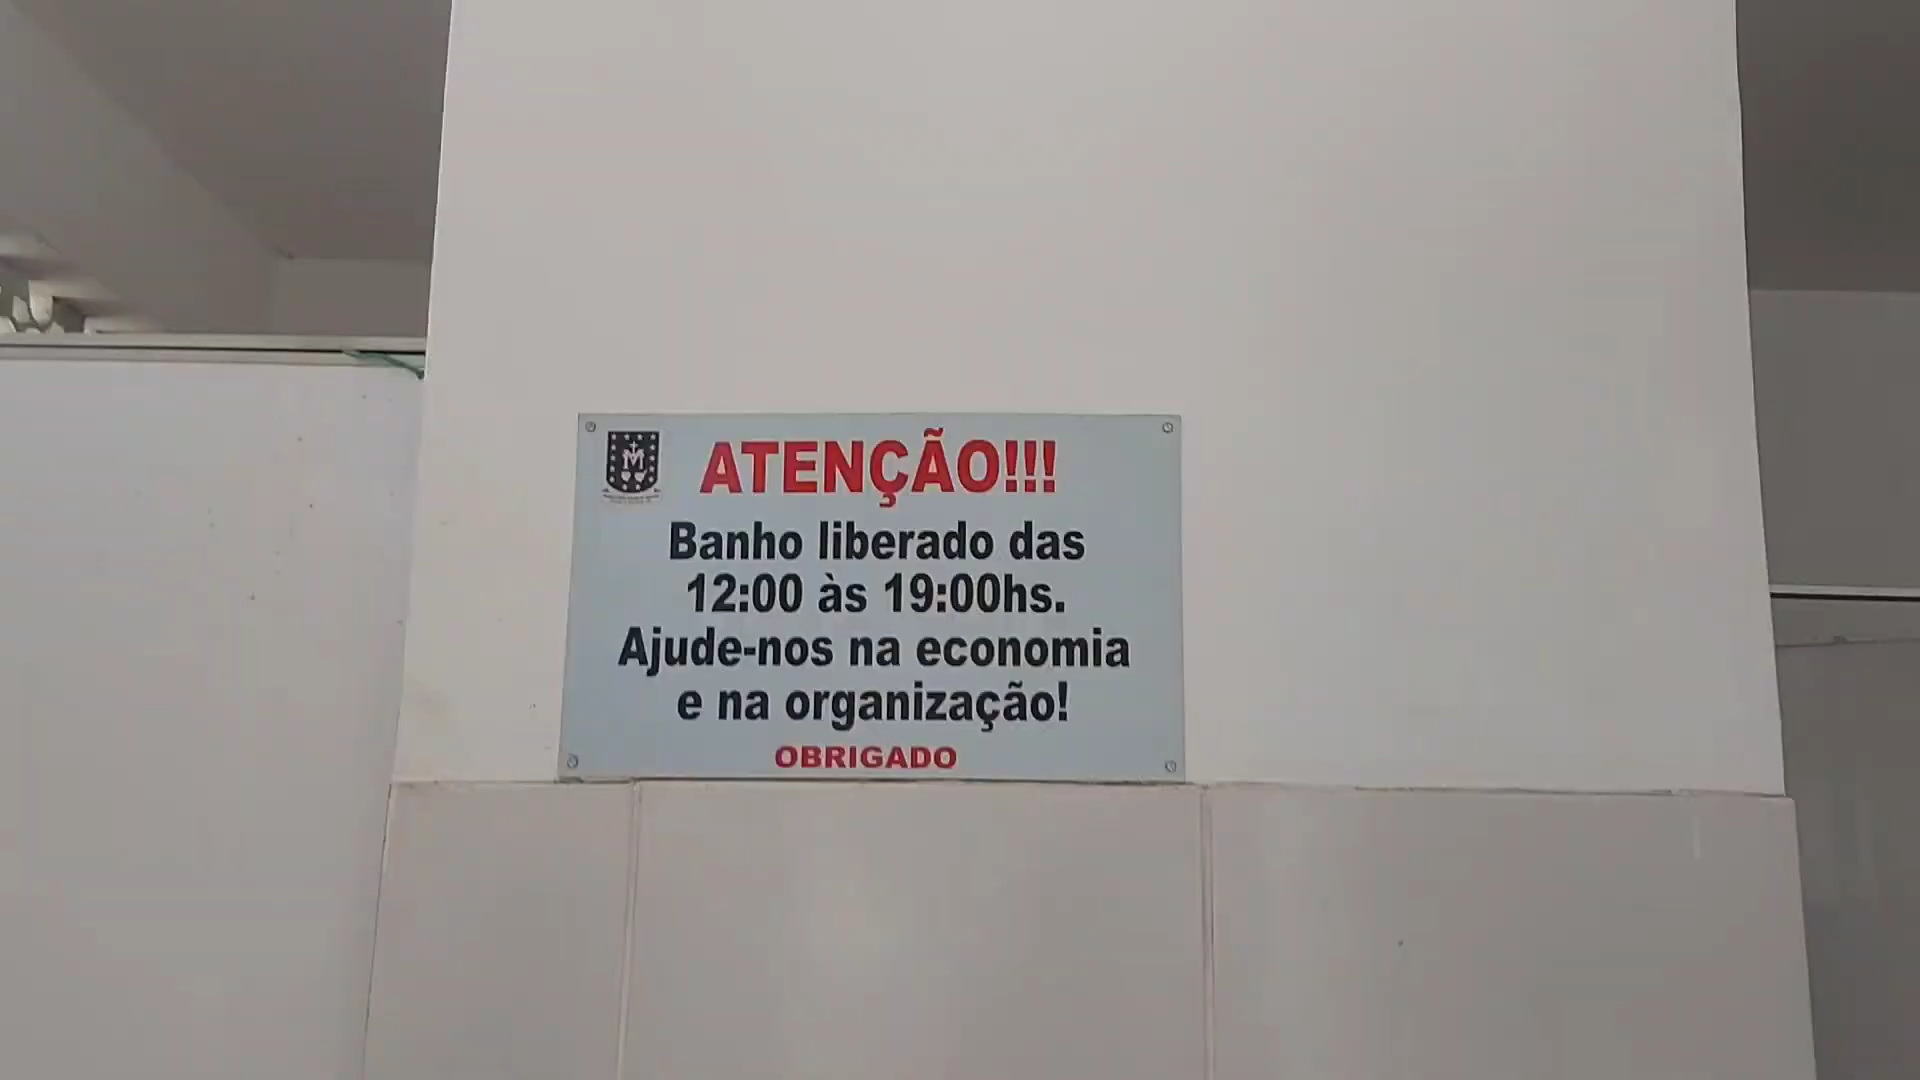 ATENÇÃO!!!
Banho liberado das
12:00 às 19:00hs.
Ajude-nos na economia
e na organização!
OBRIGADO